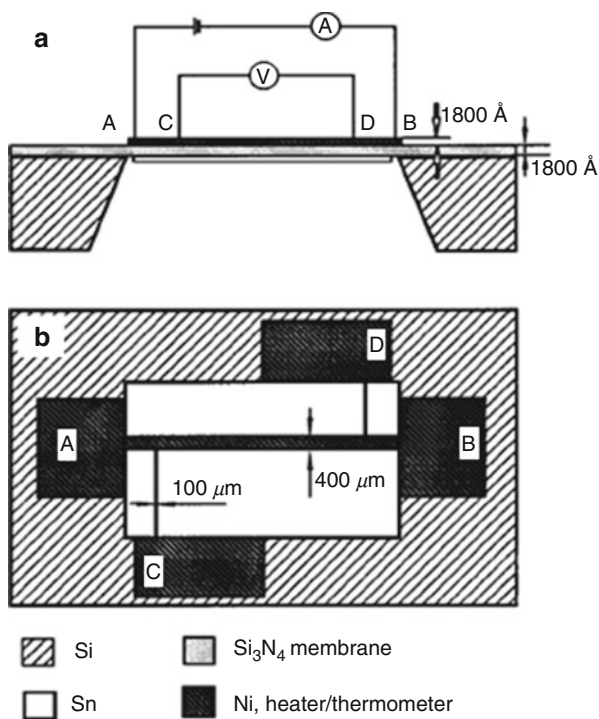 a
A
V
A C D B
1800 Å
1800 Å
b
D
A
B
100 μm
400 μm
C
Si
Si₃N₄ membrane
Sn
Ni, heater/thermometer